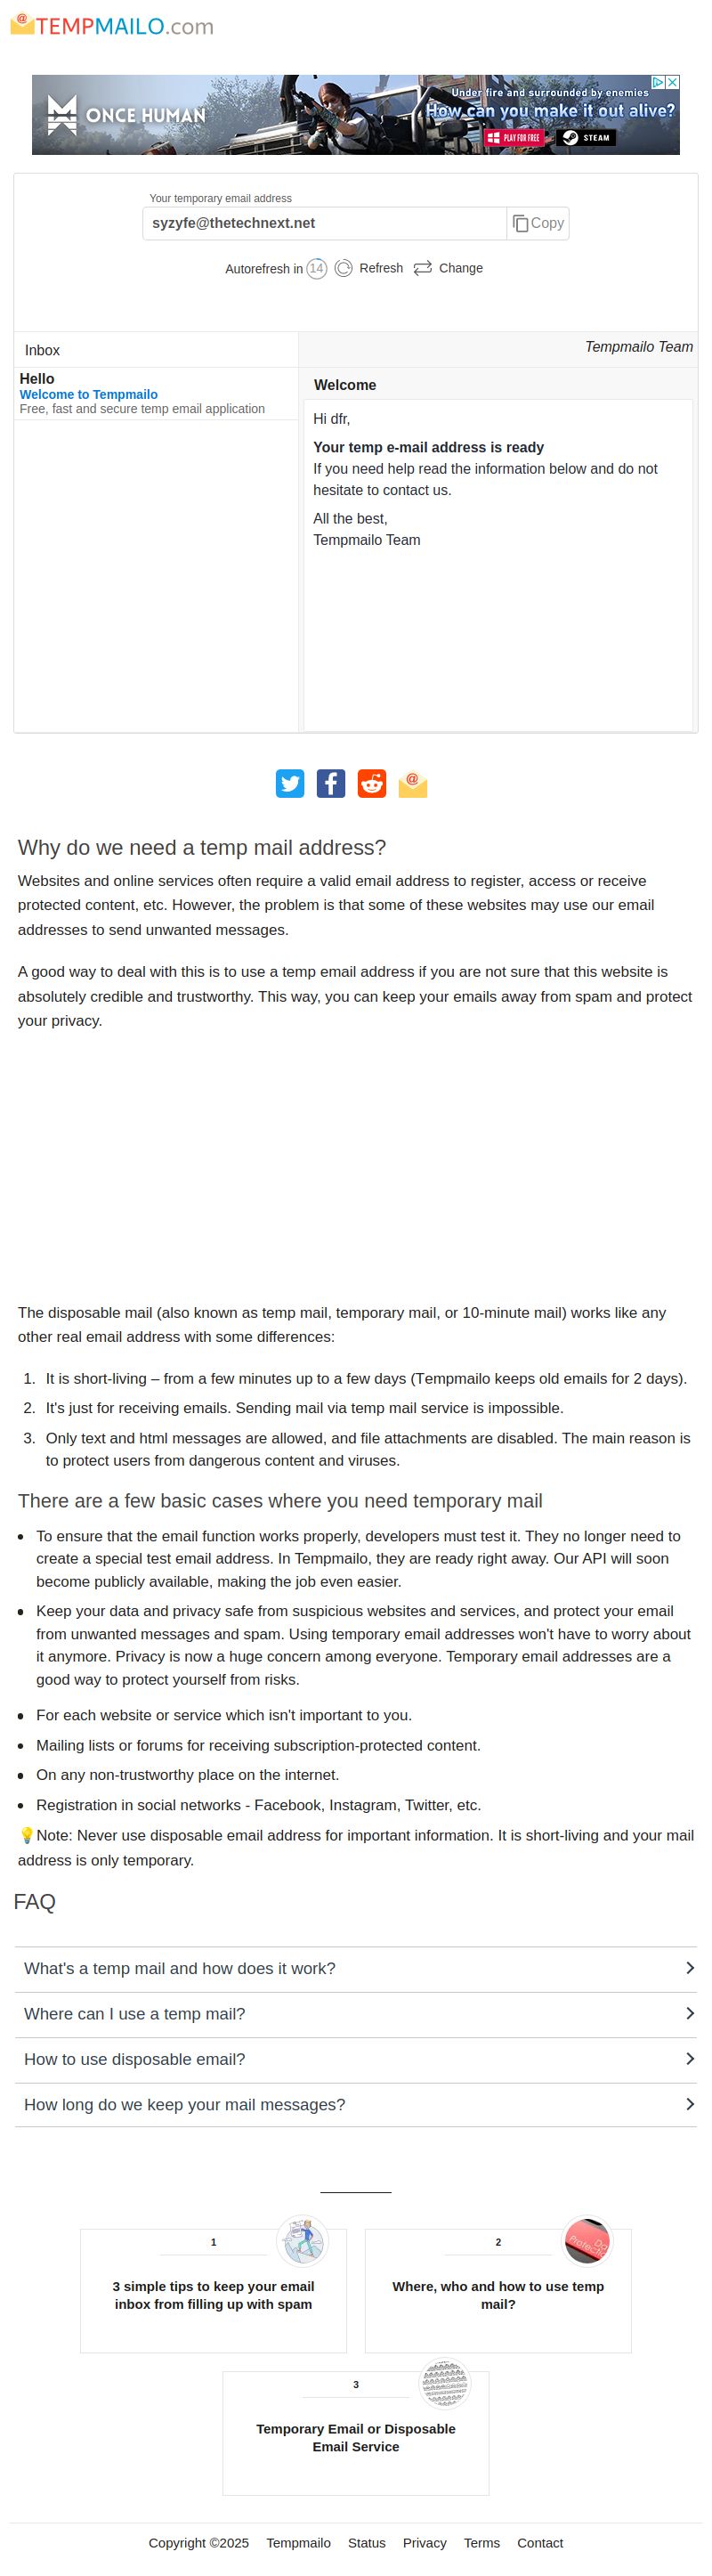 TEMPMAILO.com
Under fire and surrounded by enemies
ONCE HUMAN
How can you make it out alive?
PLAY FOR FREE
STEAM
Your temporary email address
syzyfe@thetechnext.net
Copy
Autorefresh in 14 Refresh Change
Inbox
Tempmailo Team
Hello
Welcome to Tempmailo
Free, fast and secure temp email application
Welcome
Hi dfr,
Your temp e-mail address is ready
If you need help read the information below and do not
hesitate to contact us.
All the best,
Tempmailo Team
Why do we need a temp mail address?
Websites and online services often require a valid email address to register, access or receive
protected content, etc. However, the problem is that some of these websites may use our email
addresses to send unwanted messages.
A good way to deal with this is to use a temp email address if you are not sure that this website is
absolutely credible and trustworthy. This way, you can keep your emails away from spam and protect
your privacy.
The disposable mail (also known as temp mail, temporary mail, or 10-minute mail) works like any
other real email address with some differences:
1. It is short-living – from a few minutes up to a few days (Tempmailo keeps old emails for 2 days).
2. It's just for receiving emails. Sending mail via temp mail service is impossible.
3. Only text and html messages are allowed, and file attachments are disabled. The main reason is
to protect users from dangerous content and viruses.
There are a few basic cases where you need temporary mail
• To ensure that the email function works properly, developers must test it. They no longer need to
create a special test email address. In Tempmailo, they are ready right away. Our API will soon
become publicly available, making the job even easier.
• Keep your data and privacy safe from suspicious websites and services, and protect your email
from unwanted messages and spam. Using temporary email addresses won't have to worry about
it anymore. Privacy is now a huge concern among everyone. Temporary email addresses are a
good way to protect yourself from risks.
• For each website or service which isn't important to you.
• Mailing lists or forums for receiving subscription-protected content.
• On any non-trustworthy place on the internet.
• Registration in social networks - Facebook, Instagram, Twitter, etc.
💡Note: Never use disposable email address for important information. It is short-living and your mail
address is only temporary.
FAQ
What's a temp mail and how does it work?
Where can I use a temp mail?
How to use disposable email?
How long do we keep your mail messages?
1
3 simple tips to keep your email
inbox from filling up with spam
2
Where, who and how to use temp
mail?
3
Temporary Email or Disposable
Email Service
Copyright ©2025 Tempmailo Status Privacy Terms Contact